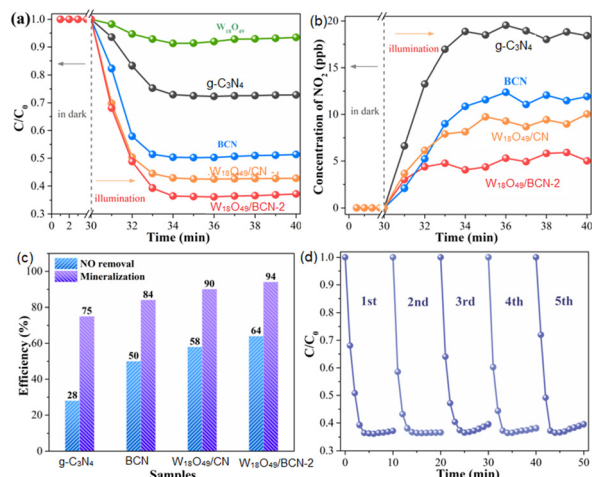 (a)
W₁₈O₄₉
g-C₃N₄
BCN
W₁₈O₄₉/CN
W₁₈O₄₉/BCN-2
in dark
illumination
C/C₀
1.0
0.9
0.8
0.7
0.6
0.5
0.4
0.3
0 2 30 32 34 36 38 40
Time (min)
(b)
illumination
g-C₃N₄
BCN
W₁₈O₄₉/CN
W₁₈O₄₉/BCN-2
in dark
Concentration of NO₂ (ppb)
20
15
10
5
0
0 30 32 34 36 38 40
Time (min)
(c)
NO removal
Mineralization
Efficiency (%)
100
80
60
40
20
0
28 75 50 84 58 90 64 94
g-C₃N₄ BCN W₁₈O₄₉/CN W₁₈O₄₉/BCN-2
Samples
(d)
1st 2nd 3rd 4th 5th
C/C₀
1.0
0.9
0.8
0.7
0.6
0.5
0.4
0.3
0 10 20 30 40 50
Time (min)